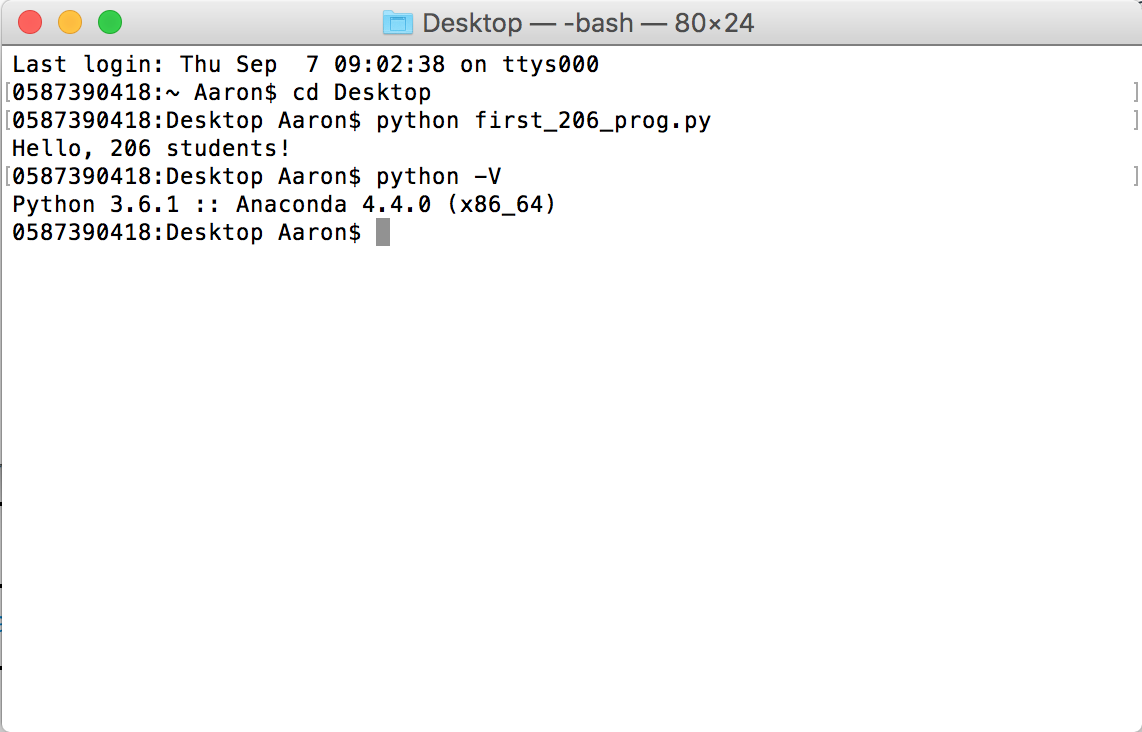 Desktop — -bash — 80×24
Last login: Thu Sep  7 09:02:38 on ttys000
[0587390418:~ Aaron$ cd Desktop ]
[0587390418:Desktop Aaron$ python first_206_prog.py ]
Hello, 206 students!
[0587390418:Desktop Aaron$ python -V ]
Python 3.6.1 :: Anaconda 4.4.0 (x86_64)
0587390418:Desktop Aaron$